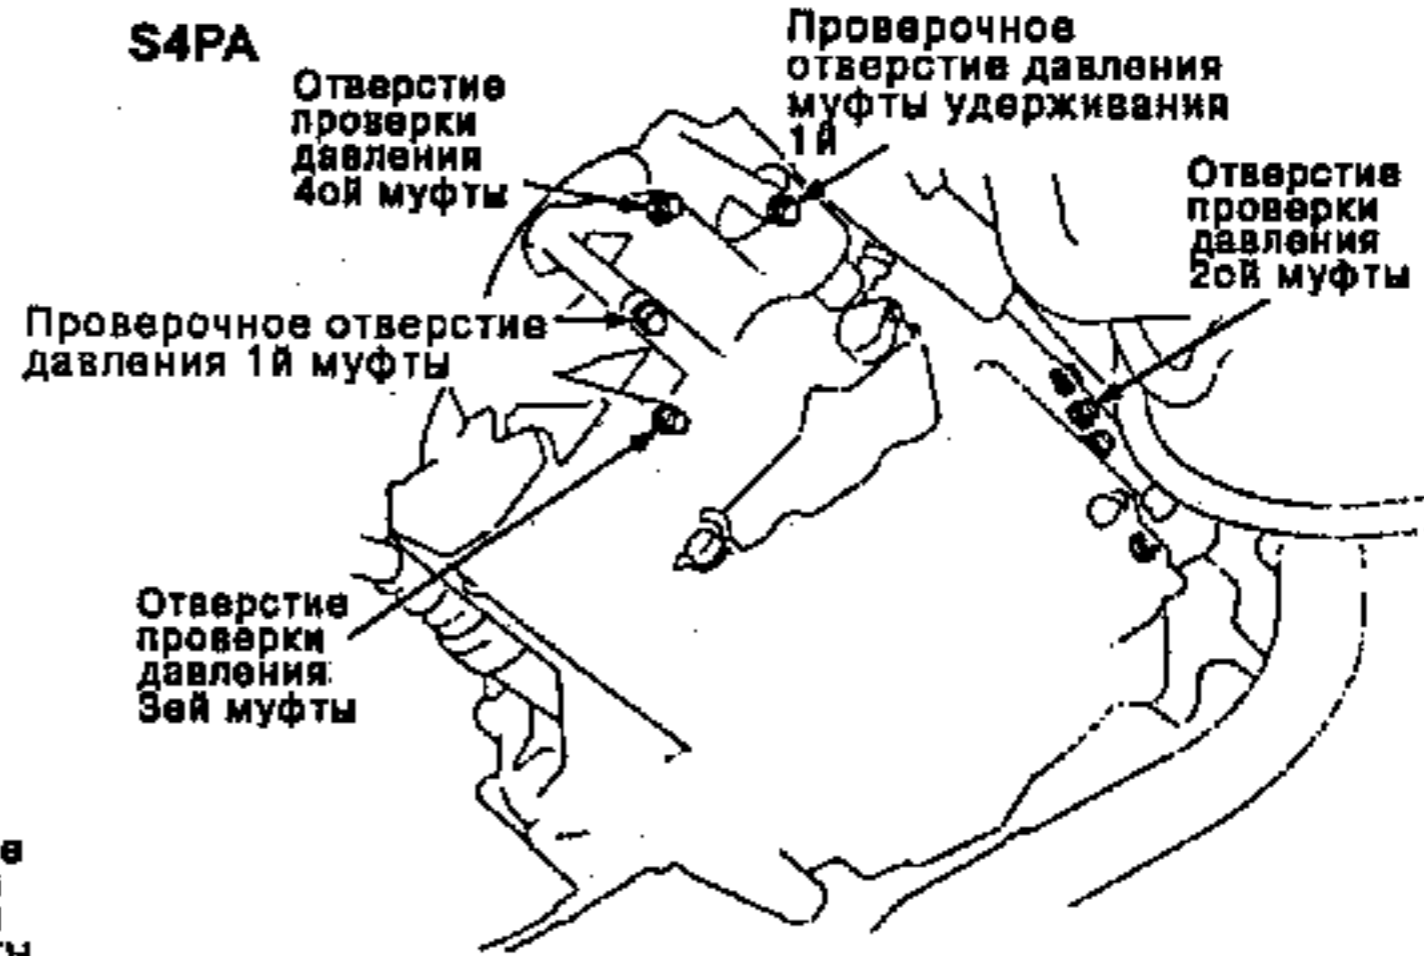 S4PA
Отверстие
проверки
давления
4ой муфты
Проверочное
отверстие давления
муфты удерживания
1й
Отверстие
проверки
давления
2ой муфты
Проверочное отверстие
давления 1й муфты
Отверстие
проверки
давления
3ей муфты